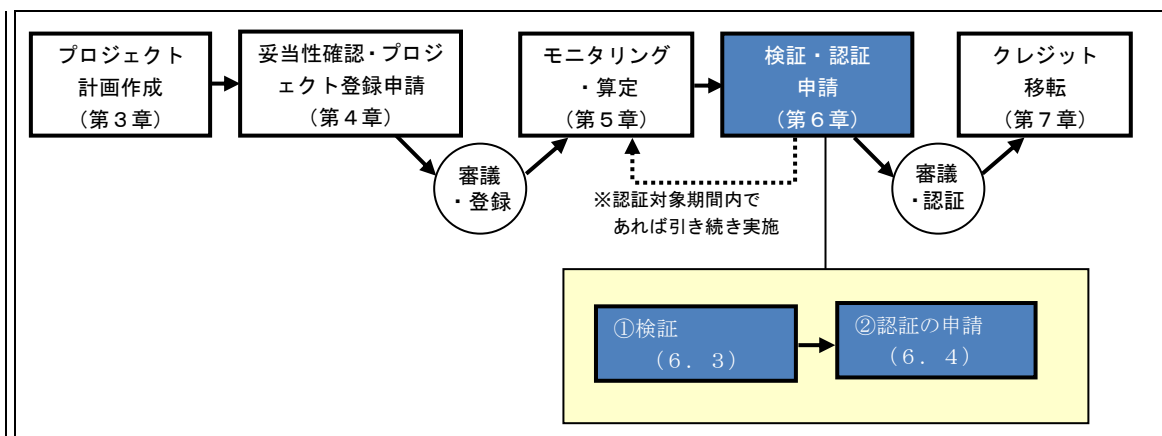 プロジェクト
計画作成
（第３章）
妥当性確認・プロジ
ェクト登録申請
（第４章）
審議
・登録
モニタリング
・算定
（第５章）
検証・認証
申請
（第６章）
※認証対象期間内で
あれば引き続き実施
審議
・認証
クレジット
移転
（第７章）
①検証
（６．３）
②認証の申請
（６．４）